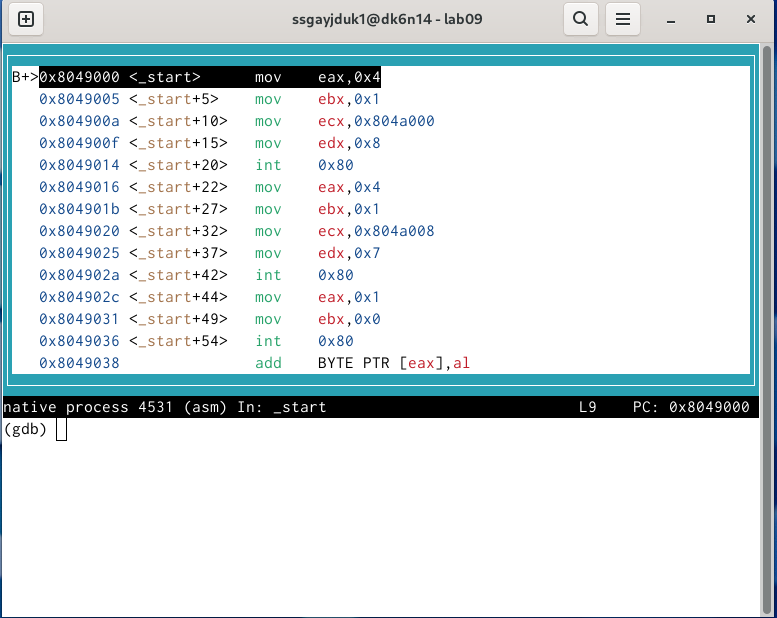 ssgayjduk1@dk6n14 - lab09
B+>0x8049000 <_start>      mov    eax,0x4
0x8049005 <_start+5>    mov    ebx,0x1
0x804900a <_start+10>   mov    ecx,0x804a000
0x804900f <_start+15>   mov    edx,0x8
0x8049014 <_start+20>   int    0x80
0x8049016 <_start+22>   mov    eax,0x4
0x804901b <_start+27>   mov    ebx,0x1
0x8049020 <_start+32>   mov    ecx,0x804a008
0x8049025 <_start+37>   mov    edx,0x7
0x804902a <_start+42>   int    0x80
0x804902c <_start+44>   mov    eax,0x1
0x8049031 <_start+49>   mov    ebx,0x0
0x8049036 <_start+54>   int    0x80
0x8049038               add    BYTE PTR [eax],al
native process 4531 (asm) In: _start                            L9    PC: 0x8049000
(gdb)